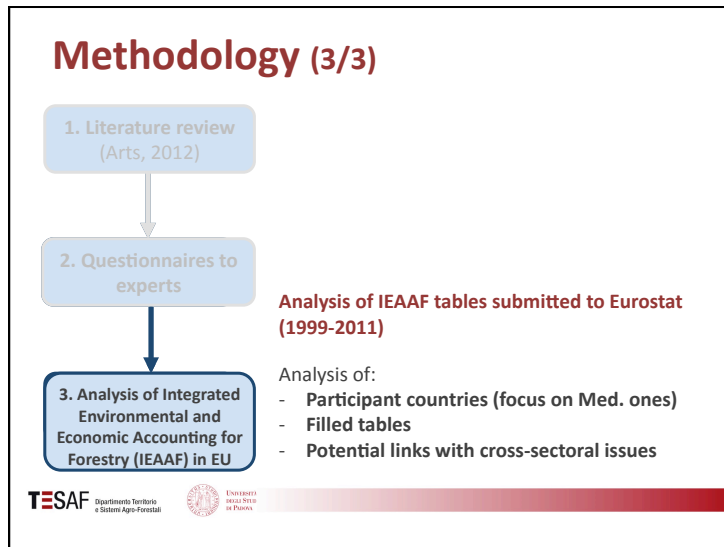 Methodology (3/3)
1. Literature review
(Arts, 2012)
2. Questionnaires to
experts
3. Analysis of Integrated
Environmental and
Economic Accounting for
Forestry (IEAAF) in EU
Analysis of IEAAF tables submitted to Eurostat
(1999-2011)
Analysis of:
- Participant countries (focus on Med. ones)
- Filled tables
- Potential links with cross-sectoral issues
TESAF Dipartimento Territorio
e Sistemi Agro-Forestali
UNIVERSITÀ
DEGLI STUDI
DI PADOVA